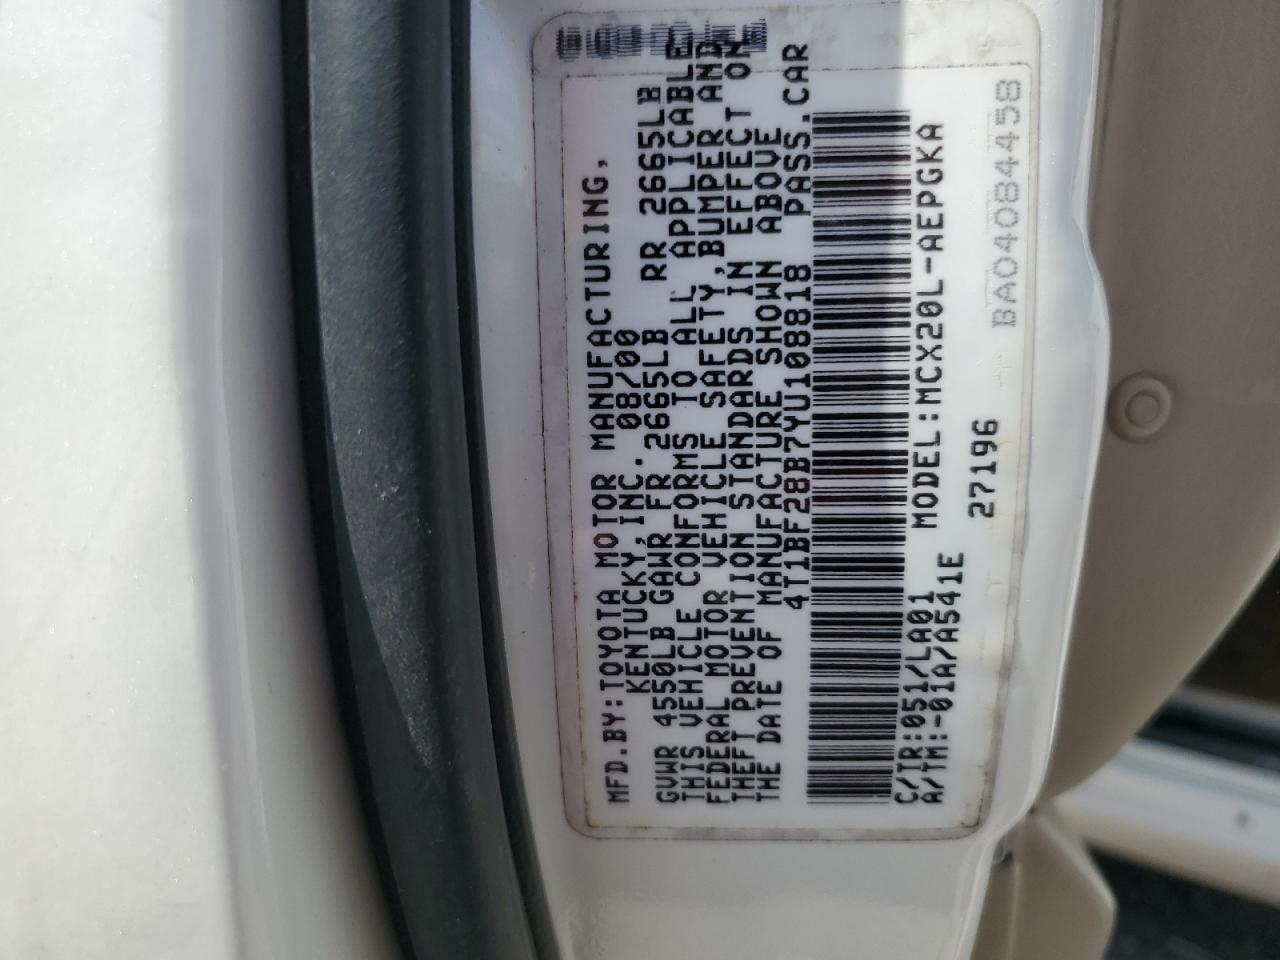 MFD.BY:TOYOTA MOTOR MANUFACTURING,
KENTUCKY,INC. 08/00
GVWR 4550LB GAWR FR 2665LB RR 2665LB
THIS VEHICLE CONFORMS TO ALL APPLICABLE
FEDERAL MOTOR VEHICLE SAFETY,BUMPER AND
THEFT PREVENTION STANDARDS IN EFFECT ON
THE DATE OF MANUFACTURE SHOWN ABOVE
4T1BF28B7YU108818 PASS.CAR
C/TR:051/LA01 MODEL:MCX20L-AEPGKA
A/TM:-01A/A541E
27196
BA04084458